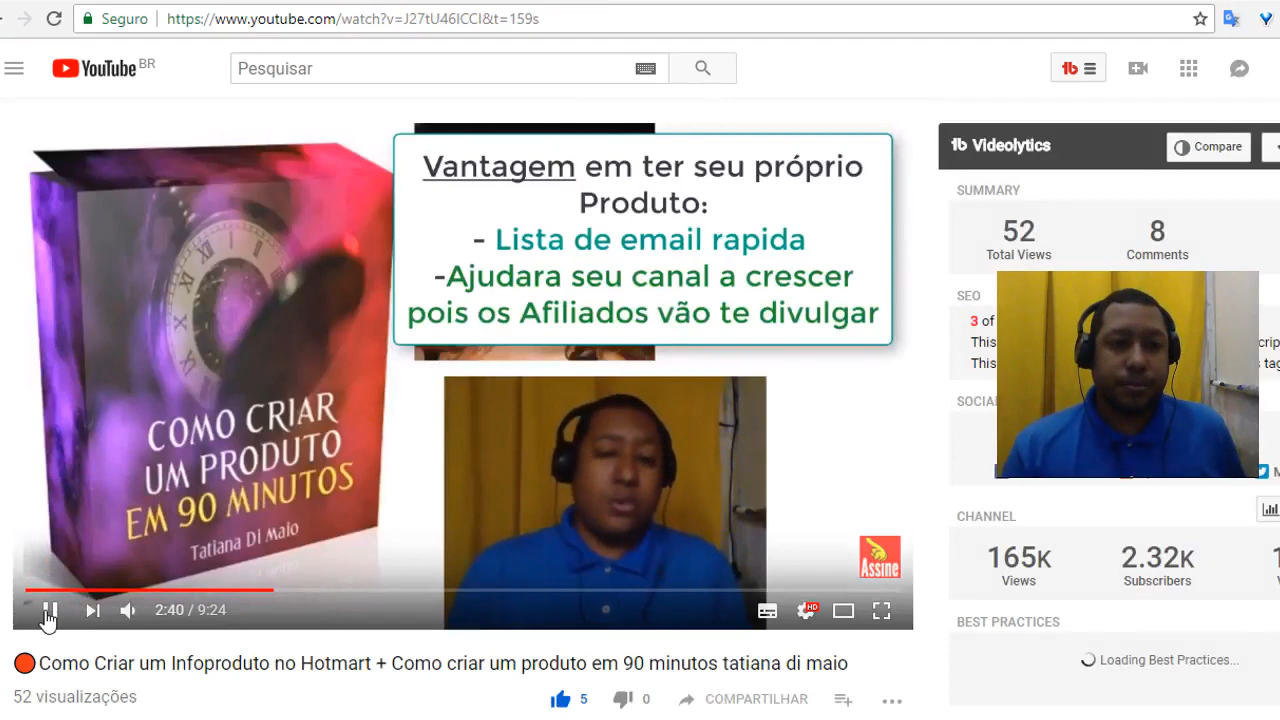 Seguro
https://www.youtube.com/watch?v=J27tU46ICCI&t=159s
YouTube BR
Pesquisar
Vantagem em ter seu próprio
Produto:
- Lista de email rapida
-Ajudara seu canal a crescer
pois os Afiliados vão te divulgar
COMO CRIAR
UM PRODUTO
EM 90 MINUTOS
Tatiana Di Maio
Assine
2:40 / 9:24
HD
Como Criar um Infoproduto no Hotmart + Como criar um produto em 90 minutos tatiana di maio
52 visualizações
5
0
COMPARTILHAR
Videolytics
Compare
SUMMARY
52
8
Total Views
Comments
SEO
3 of
This
This
SOCIA
CHANNEL
165K
2.32K
Views
Subscribers
BEST PRACTICES
Loading Best Practices...